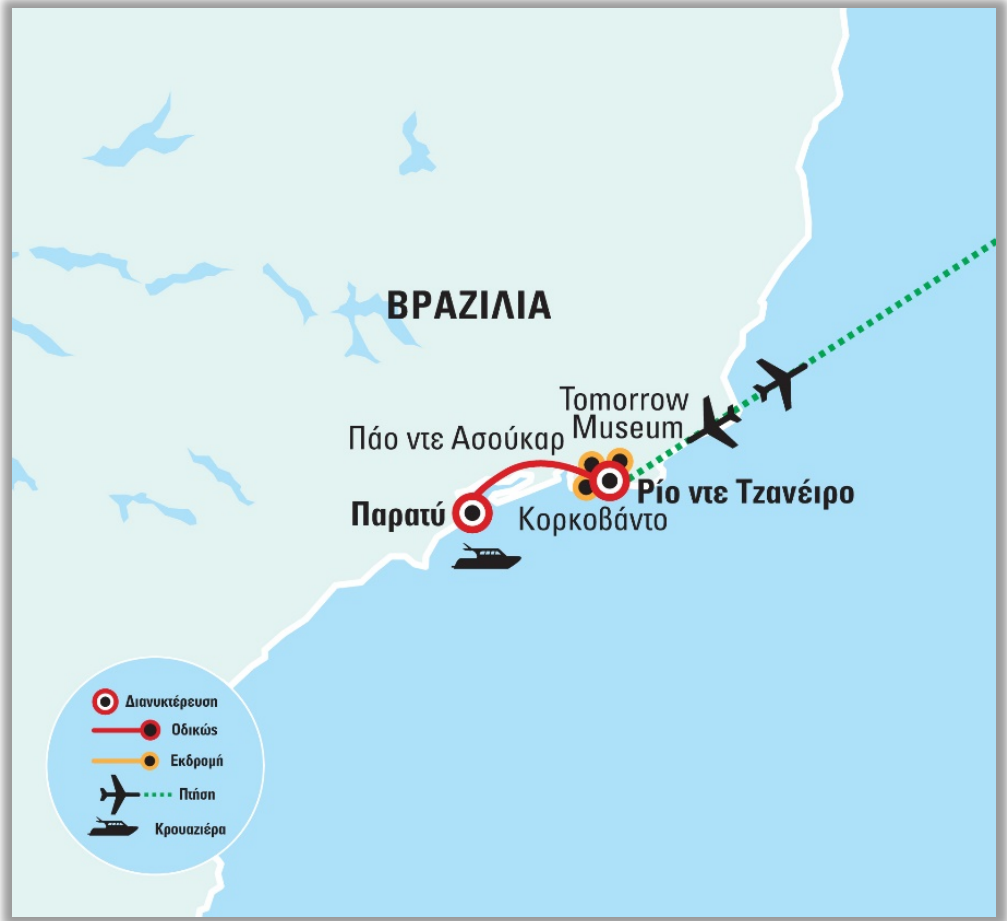 ΒΡΑΖΙΛΙΑ
Tomorrow
Museum
Πάο ντε Ασούκαρ
Ρίο ντε Τζανέιρο
Παρατύ
Κορκοβάντο
Διανυκτέρευση
Οδικώς
Εκδρομή
Πτήση
Κρουαζιέρα